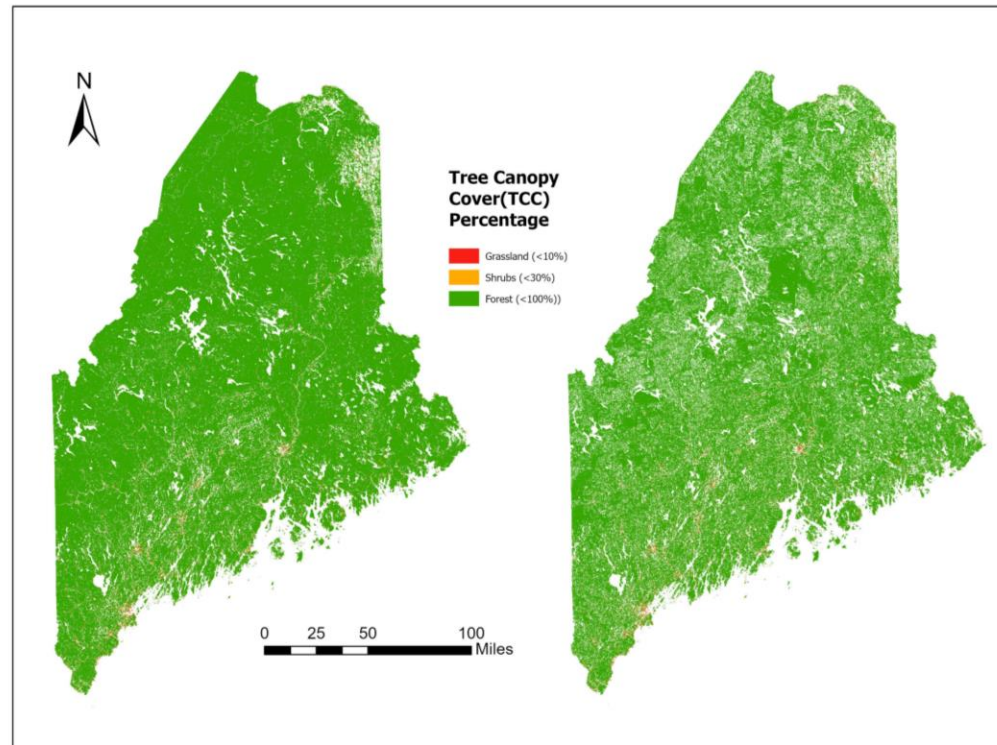 N
Tree Canopy
Cover(TCC)
Percentage
Grassland (<10%)
Shrubs (<30%)
Forest (<100%))
0 25 50 100
Miles